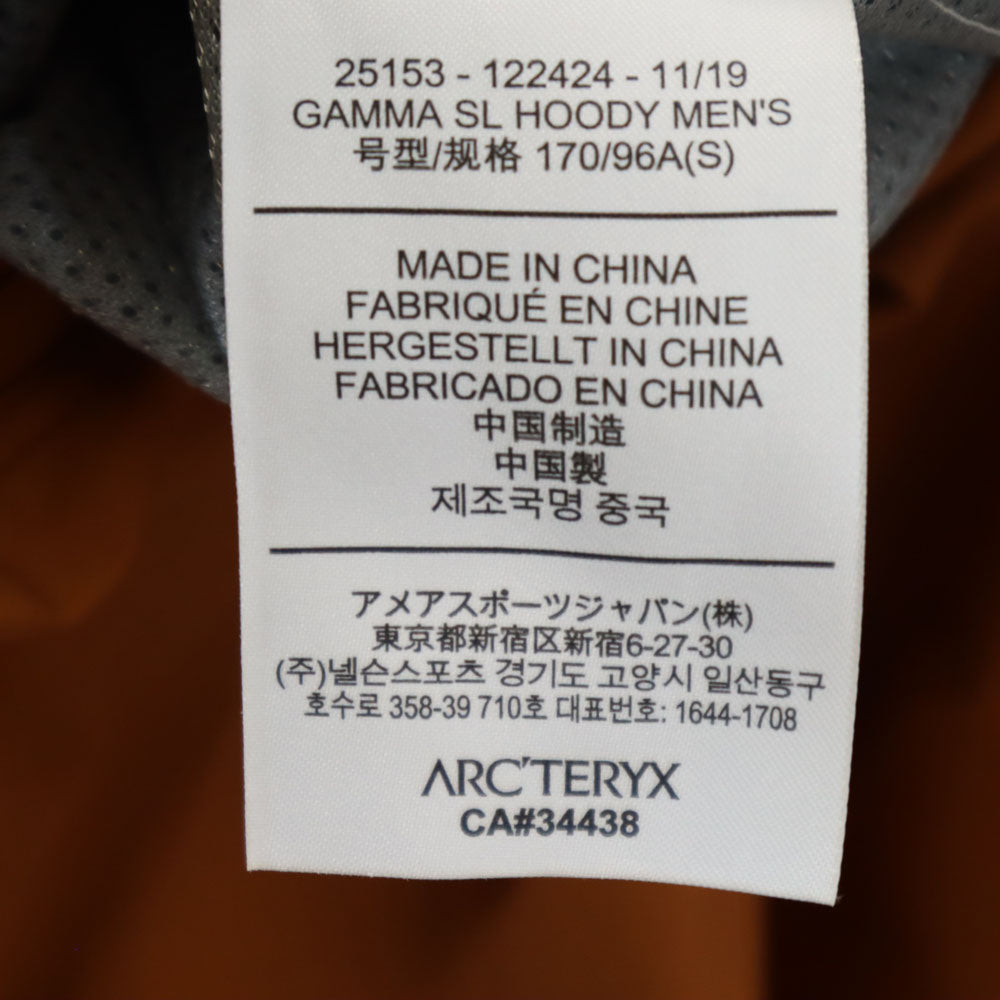 25153 - 122424 - 11/19
GAMMA SL HOODY MEN'S
号型/规格 170/96A(S)
MADE IN CHINA
FABRIQUÉ EN CHINE
HERGESTELLT IN CHINA
FABRICADO EN CHINA
中国制造
中国製
제조국명 중국
アメアスポーツジャパン(株)
東京都新宿区新宿6-27-30
(주)넬슨스포츠 경기도 고양시 일산동구
호수로 358-39 710호 대표번호: 1644-1708
ARC'TERYX
CA#34438